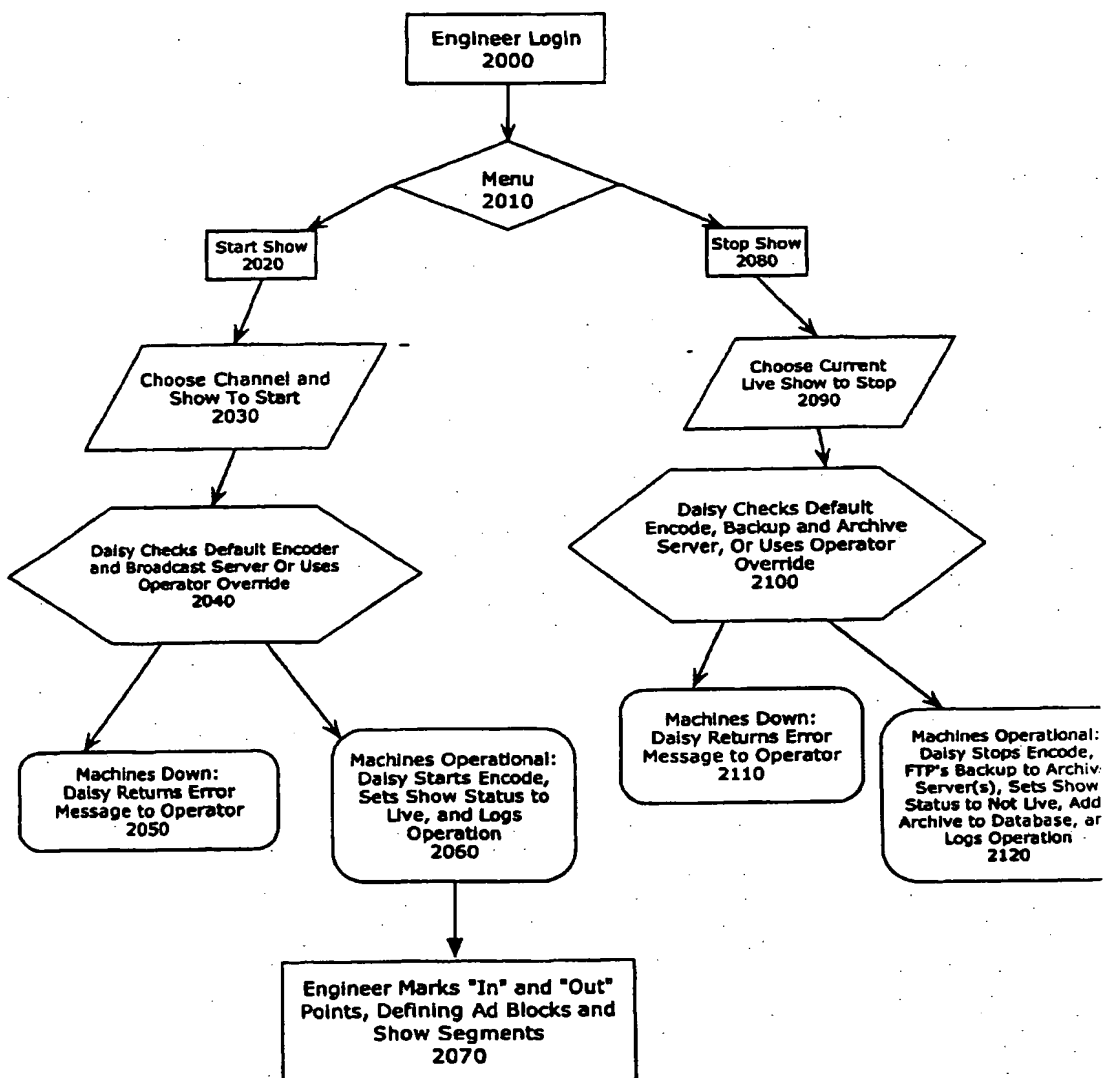 Engineer Login
2000
Menu
2010
Start Show
2020
Stop Show
2080
Choose Channel and
Show To Start
2030
Choose Current
Live Show to Stop
2090
Daisy Checks Default Encoder
and Broadcast Server Or Uses
Operator Override
2040
Daisy Checks Default
Encode, Backup and Archive
Server, Or Uses Operator
Override
2100
Machines Down:
Daisy Returns Error
Message to Operator
2050
Machines Operational:
Daisy Starts Encode,
Sets Show Status to
Live, and Logs
Operation
2060
Machines Down:
Daisy Returns Error
Message to Operator
2110
Machines Operational:
Daisy Stops Encode,
FTP's Backup to Archiv
Server(s), Sets Show
Status to Not Live, Add
Archive to Database, an
Logs Operation
2120
Engineer Marks "In" and "Out"
Points, Defining Ad Blocks and
Show Segments
2070